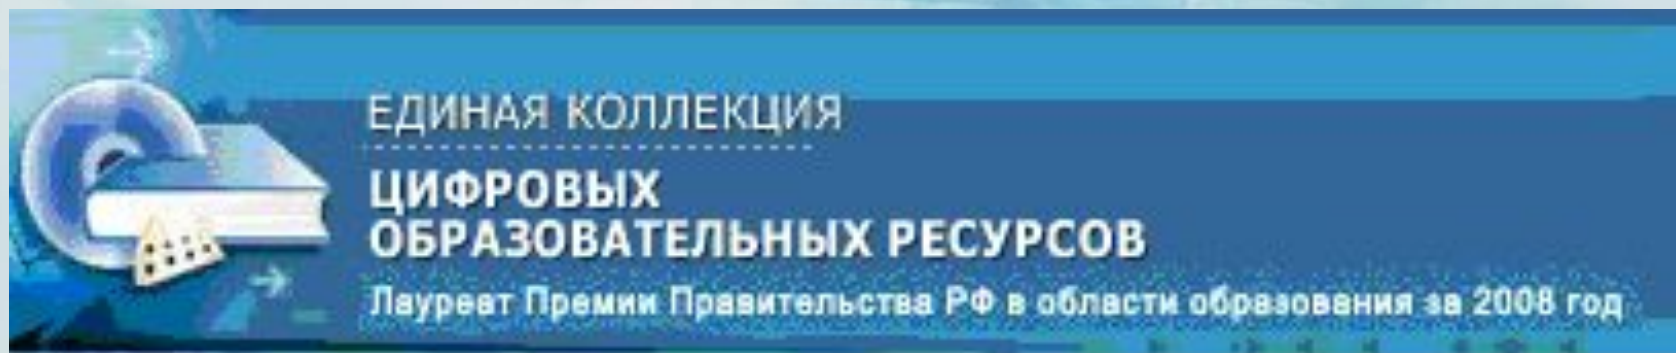 ЕДИНАЯ КОЛЛЕКЦИЯ
ЦИФРОВЫХ
ОБРАЗОВАТЕЛЬНЫХ РЕСУРСОВ
Лауреат Премии Правительства РФ в области образования за 2008 год